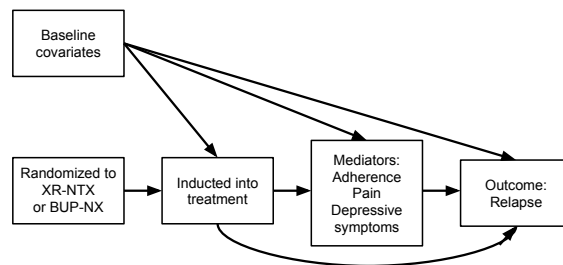 Baseline
covariates
Randomized to
XR-NTX
or BUP-NX
Inducted into
treatment
Mediators:
Adherence
Pain
Depressive
symptoms
Outcome:
Relapse